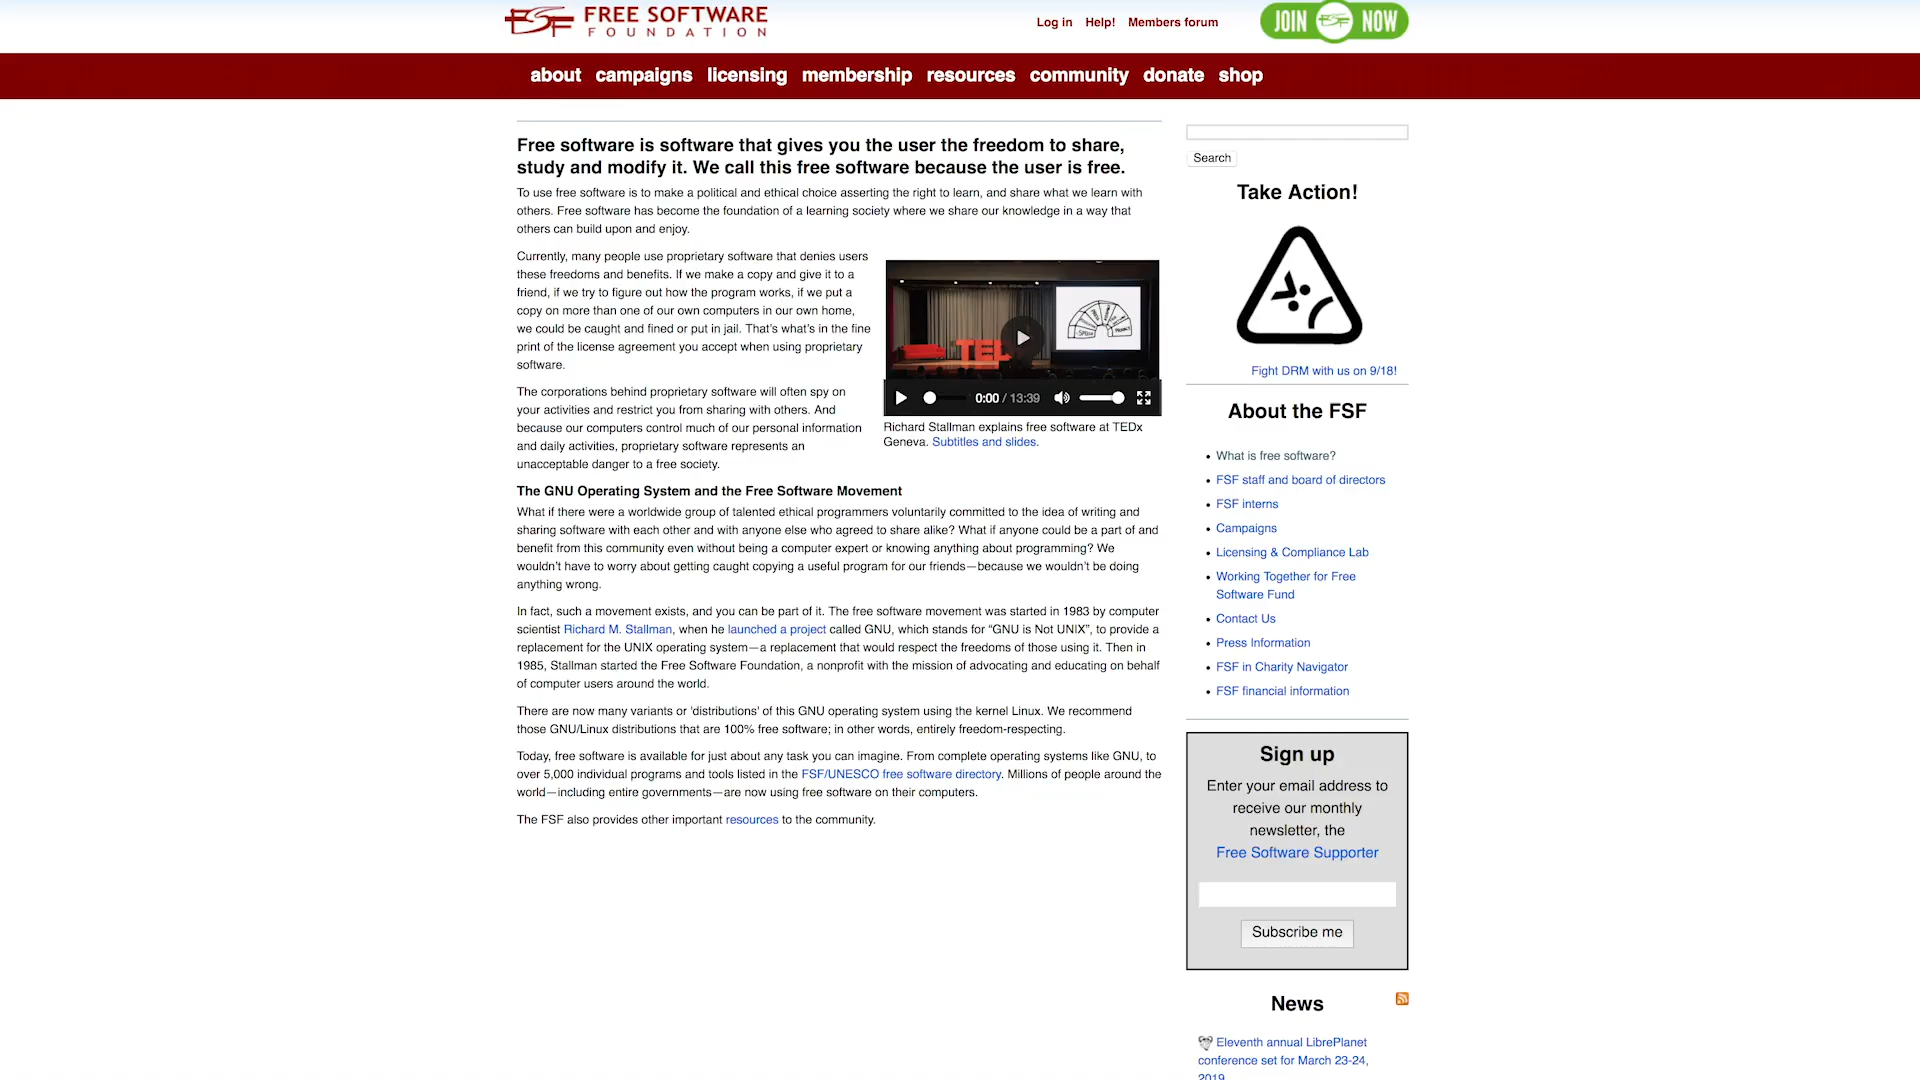 FREE SOFTWARE
FOUNDATION
Log in Help! Members forum
JOIN FSF NOW
about campaigns licensing membership resources community donate shop
Free software is software that gives you the user the freedom to share,
study and modify it. We call this free software because the user is free.
To use free software is to make a political and ethical choice asserting the right to learn, and share what we learn with
others. Free software has become the foundation of a learning society where we share our knowledge in a way that
others can build upon and enjoy.
Currently, many people use proprietary software that denies users
these freedoms and benefits. If we make a copy and give it to a
friend, if we try to figure out how the program works, if we put a
copy on more than one of our own computers in our own home,
we could be caught and fined or put in jail. That's what's in the fine
print of the license agreement you accept when using proprietary
software.
The corporations behind proprietary software will often spy on
your activities and restrict you from sharing with others. And
because our computers control much of our personal information
and daily activities, proprietary software represents an
unacceptable danger to a free society.
TED
0:00 / 13:39
Richard Stallman explains free software at TEDx
Geneva. Subtitles and slides.
The GNU Operating System and the Free Software Movement
What if there were a worldwide group of talented ethical programmers voluntarily committed to the idea of writing and
sharing software with each other and with anyone else who agreed to share alike? What if anyone could be a part of and
benefit from this community even without being a computer expert or knowing anything about programming? We
wouldn't have to worry about getting caught copying a useful program for our friends—because we wouldn't be doing
anything wrong.
In fact, such a movement exists, and you can be part of it. The free software movement was started in 1983 by computer
scientist Richard M. Stallman, when he launched a project called GNU, which stands for “GNU is Not UNIX”, to provide a
replacement for the UNIX operating system—a replacement that would respect the freedoms of those using it. Then in
1985, Stallman started the Free Software Foundation, a nonprofit with the mission of advocating and educating on behalf
of computer users around the world.
There are now many variants or 'distributions' of this GNU operating system using the kernel Linux. We recommend
those GNU/Linux distributions that are 100% free software; in other words, entirely freedom-respecting.
Today, free software is available for just about any task you can imagine. From complete operating systems like GNU, to
over 5,000 individual programs and tools listed in the FSF/UNESCO free software directory. Millions of people around the
world—including entire governments—are now using free software on their computers.
The FSF also provides other important resources to the community.
Search
Take Action!
Fight DRM with us on 9/18!
About the FSF
What is free software?
FSF staff and board of directors
FSF interns
Campaigns
Licensing & Compliance Lab
Working Together for Free
Software Fund
Contact Us
Press Information
FSF in Charity Navigator
FSF financial information
Sign up
Enter your email address to
receive our monthly
newsletter, the
Free Software Supporter
Subscribe me
News
Eleventh annual LibrePlanet
conference set for March 23-24,
2019